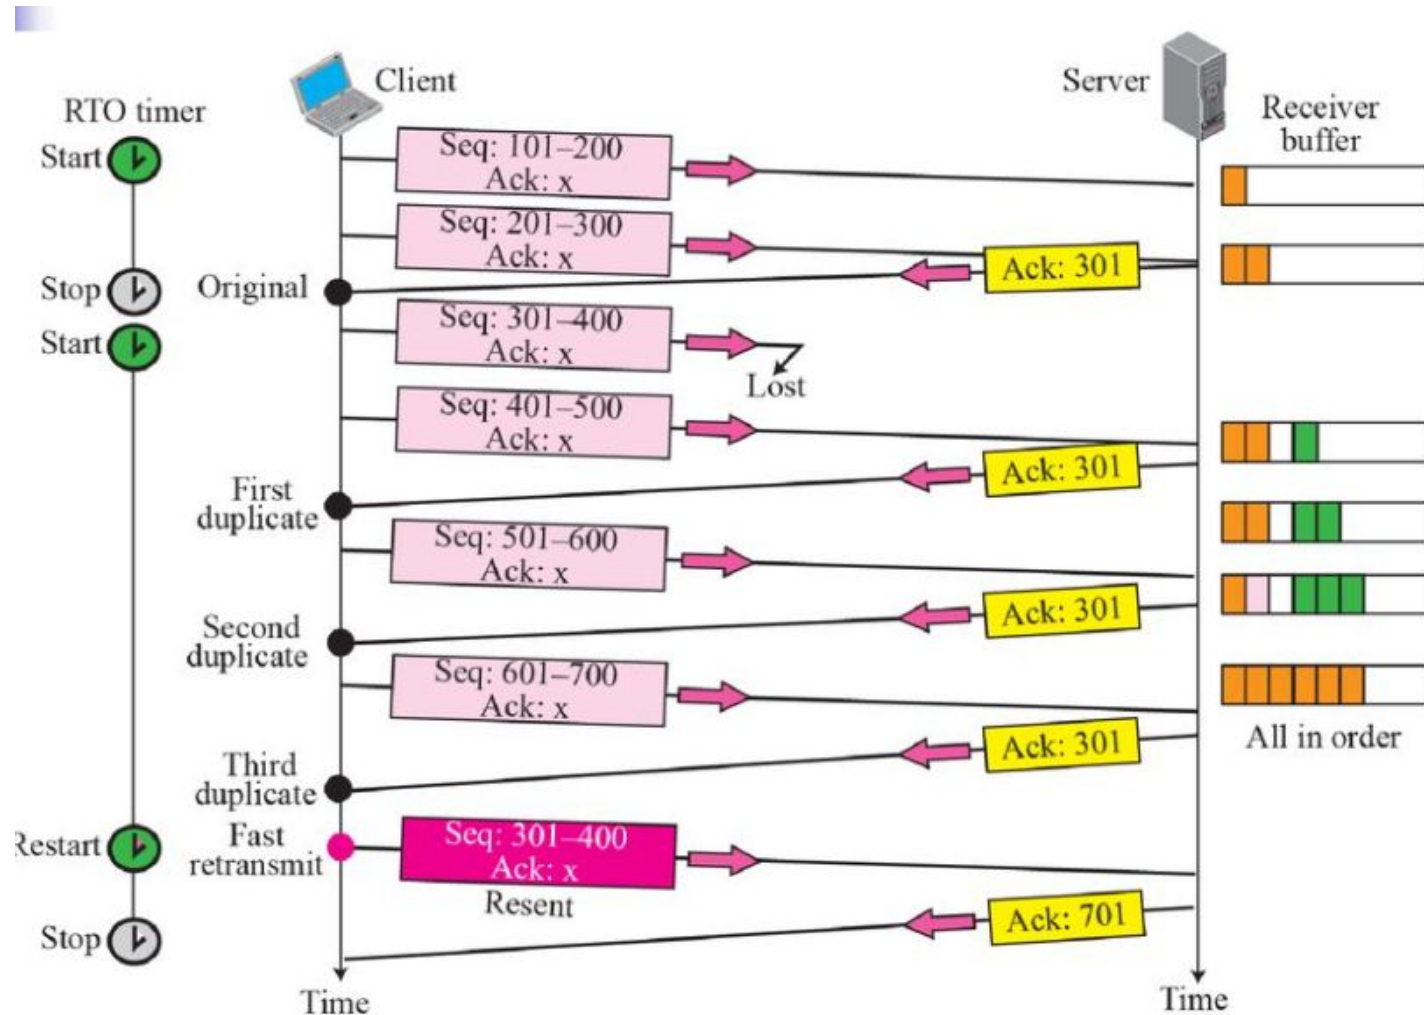 Client
Server
RTO timer
Receiver
buffer
Start
Seq: 101–200
Ack: x
Seq: 201–300
Ack: x
Ack: 301
Stop
Original
Start
Seq: 301–400
Ack: x
Lost
Seq: 401–500
Ack: x
Ack: 301
First
duplicate
Seq: 501–600
Ack: x
Ack: 301
Second
duplicate
Seq: 601–700
Ack: x
Ack: 301
All in order
Third
duplicate
Restart
Fast
retransmit
Seq: 301–400
Ack: x
Resent
Ack: 701
Stop
Time
Time